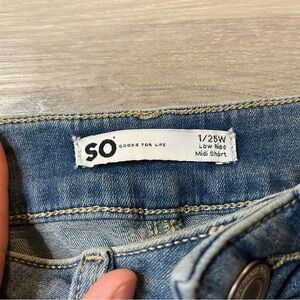 SO
GOODS FOR LIFE
1/25W
Low Rise
Midi Short